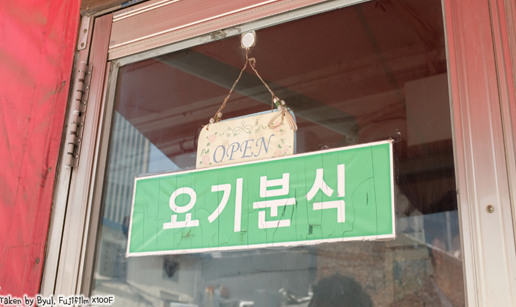 OPEN
요기분식
Taken by Byul, Fujifilm X100F